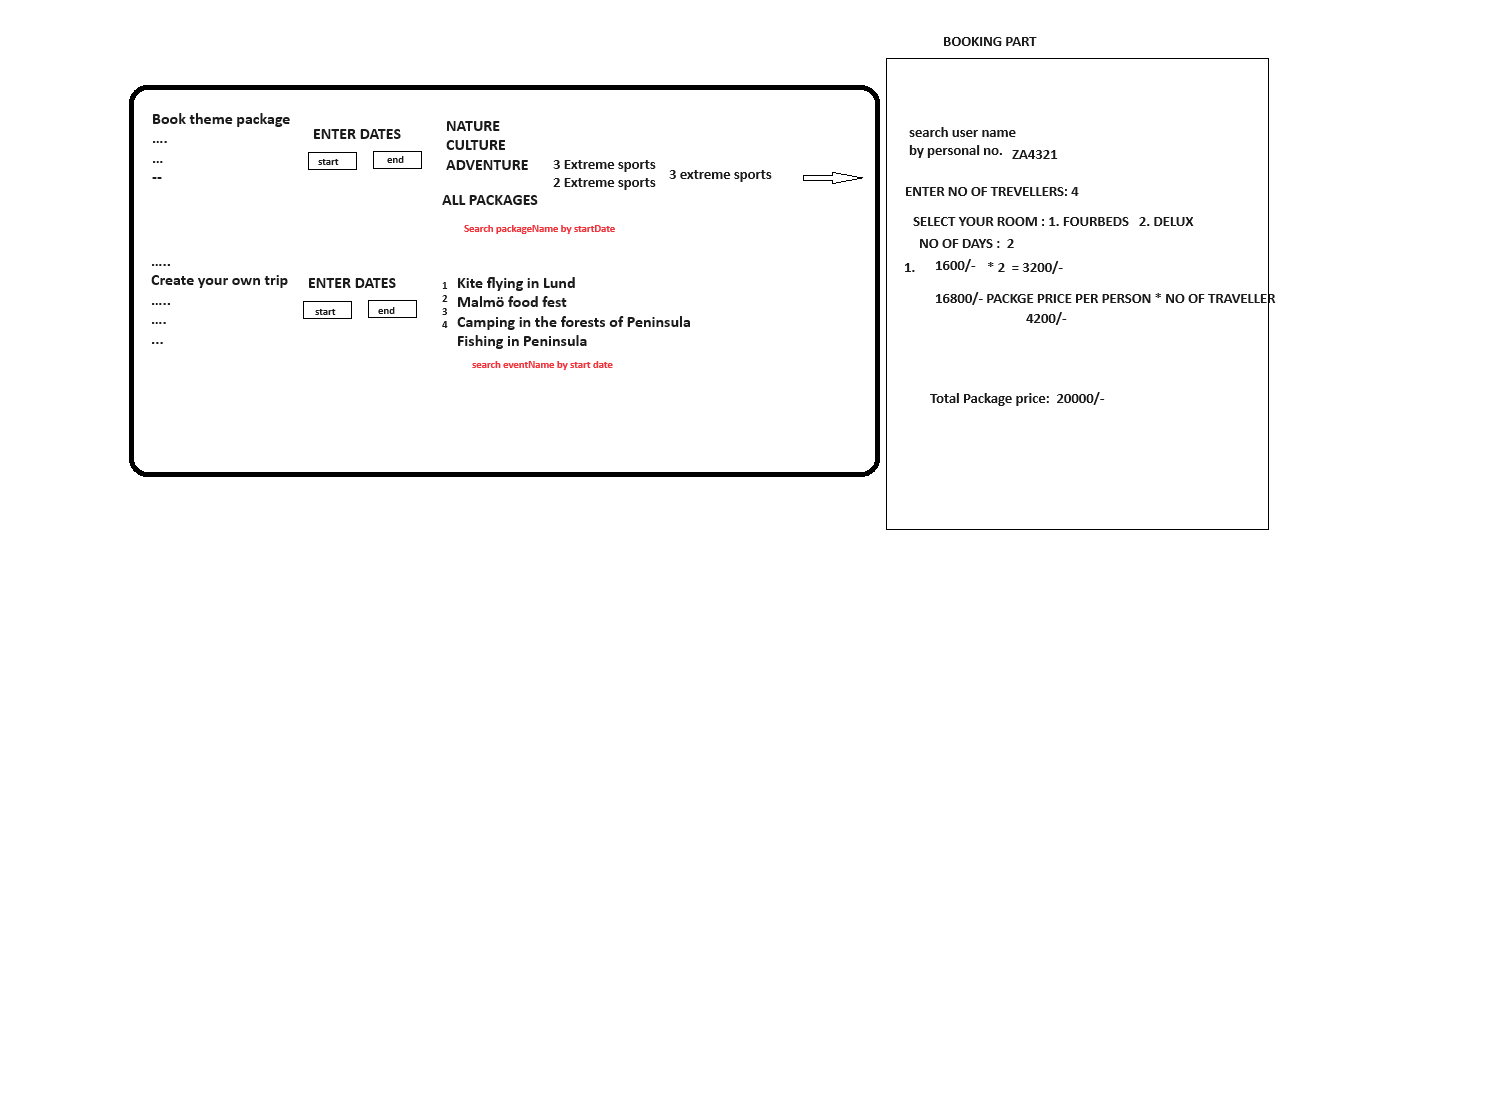 BOOKING PART
Book theme package
....
...
--
ENTER DATES
start end
NATURE
CULTURE
ADVENTURE
3 Extreme sports
2 Extreme sports
3 extreme sports
ALL PACKAGES
Search packageName by startDate
.....
Create your own trip
.....
....
...
ENTER DATES
start end
1 Kite flying in Lund
2 Malmö food fest
3
4 Camping in the forests of Peninsula
Fishing in Peninsula
search eventName by start date
search user name
by personal no. ZA4321
ENTER NO OF TREVELLERS: 4
SELECT YOUR ROOM : 1. FOURBEDS 2. DELUX
NO OF DAYS : 2
1. 1600/- * 2 = 3200/-
16800/- PACKGE PRICE PER PERSON * NO OF TRAVELLER
4200/-
Total Package price: 20000/-